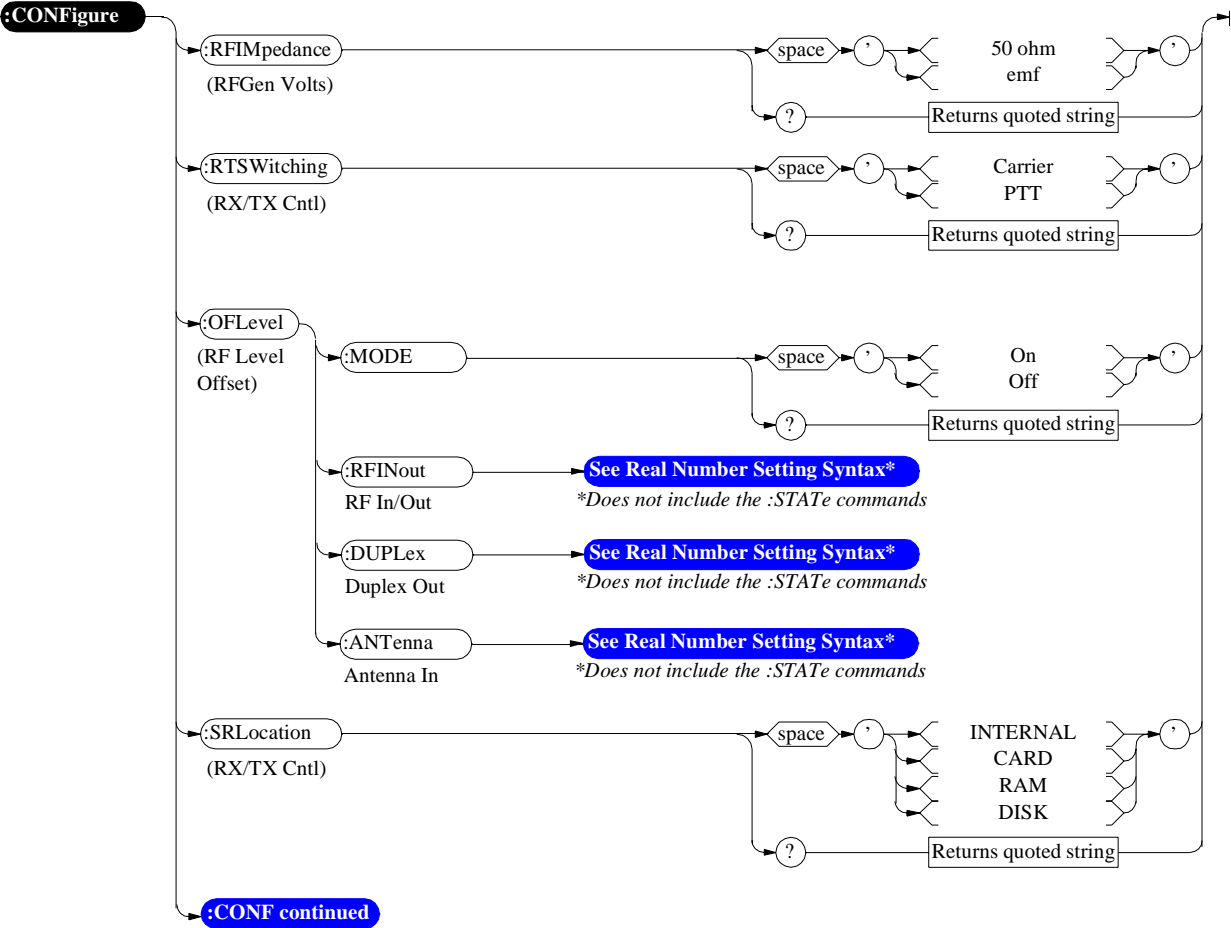 :CONFigure
:RFIMpedance
(RFGen Volts)
space
’
50 ohm
emf
’
?
Returns quoted string
:RTSWitching
(RX/TX Cntl)
space
’
Carrier
PTT
’
?
Returns quoted string
:OFLevel
(RF Level
Offset)
:MODE
space
’
On
Off
’
?
Returns quoted string
:RFINout
RF In/Out
See Real Number Setting Syntax*
*Does not include the :STATe commands
:DUPLex
Duplex Out
See Real Number Setting Syntax*
*Does not include the :STATe commands
:ANTenna
Antenna In
See Real Number Setting Syntax*
*Does not include the :STATe commands
:SRLocation
(RX/TX Cntl)
space
’
INTERNAL
CARD
RAM
DISK
’
?
Returns quoted string
:CONF continued